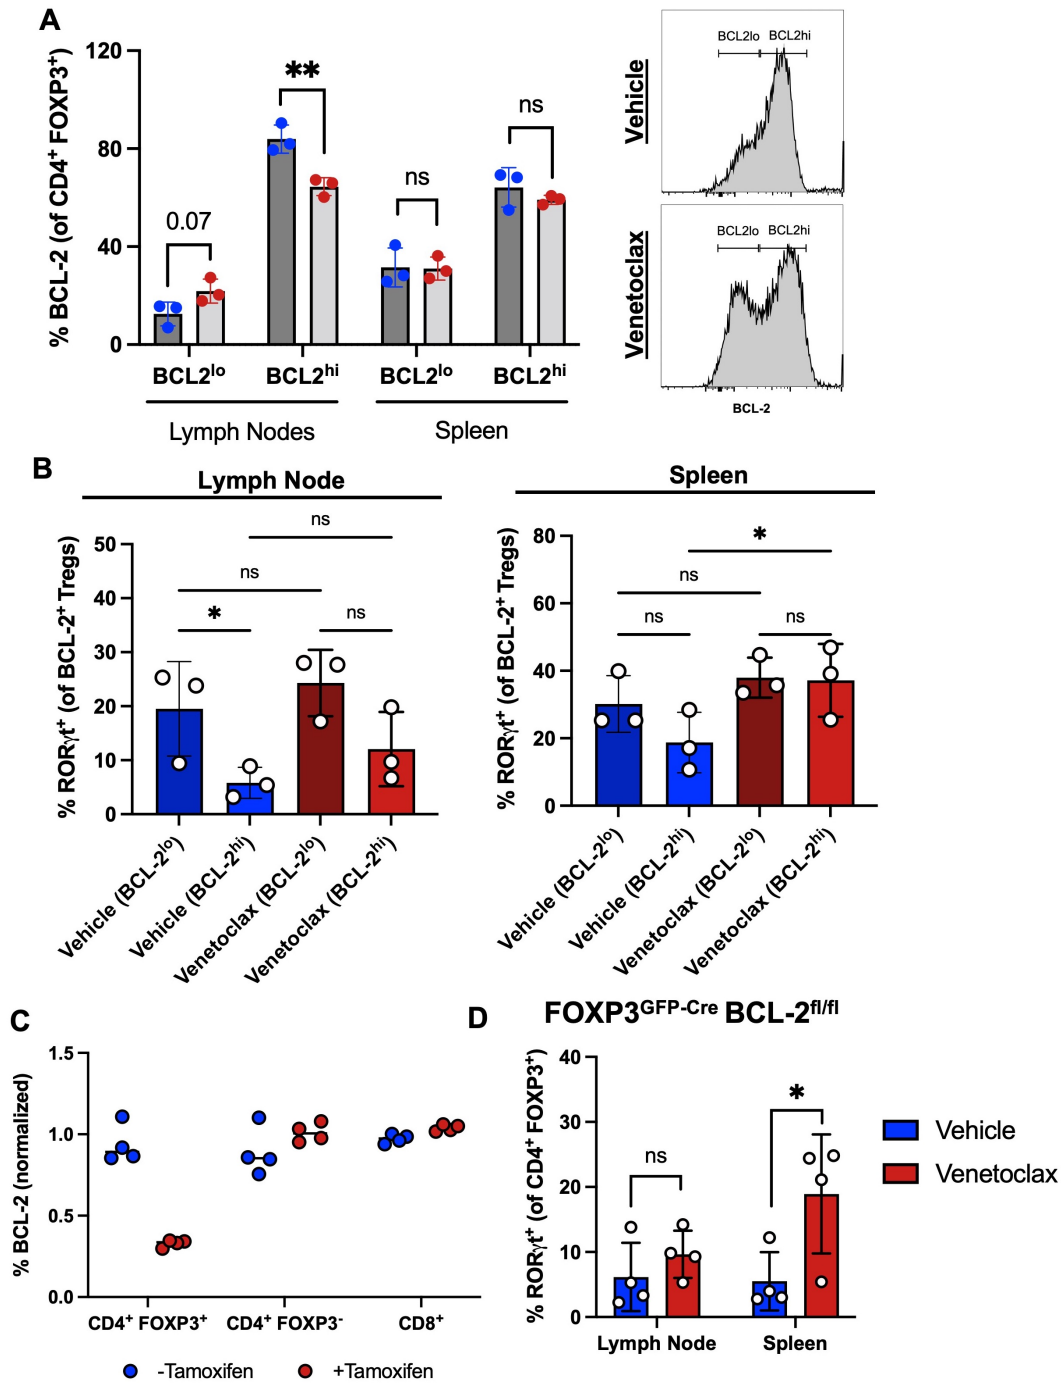 A
% BCL-2 (of CD4⁺ FOXP3⁺)
120
80
40
0
0.07
**
ns
ns
BCL2ˡᵒ
BCL2ʰⁱ
BCL2ˡᵒ
BCL2ʰⁱ
Lymph Nodes
Spleen
Vehicle
BCL2lo
BCL2hi
Venetoclax
BCL2lo
BCL2hi
BCL-2
B
Lymph Node
% RORγt⁺ (of BCL-2⁺ Tregs)
50
40
30
20
10
0
ns
ns
*
ns
Vehicle (BCL-2ˡᵒ)
Vehicle (BCL-2ʰⁱ)
Venetoclax (BCL-2ˡᵒ)
Venetoclax (BCL-2ʰⁱ)
Spleen
% RORγt⁺ (of BCL-2⁺ Tregs)
80
60
40
20
0
*
ns
ns
ns
Vehicle (BCL-2ˡᵒ)
Vehicle (BCL-2ʰⁱ)
Venetoclax (BCL-2ˡᵒ)
Venetoclax (BCL-2ʰⁱ)
C
% BCL-2 (normalized)
1.5
1.0
0.5
0.0
CD4⁺ FOXP3⁺
CD4⁺ FOXP3⁻
CD8⁺
-Tamoxifen
+Tamoxifen
D
FOXP3ᴳᶠᴾ⁻ᶜʳᵉ BCL-2ᶠˡ/ᶠˡ
% RORγt⁺ (of CD4⁺ FOXP3⁺)
40
30
20
10
0
ns
*
Lymph Node
Spleen
Vehicle
Venetoclax